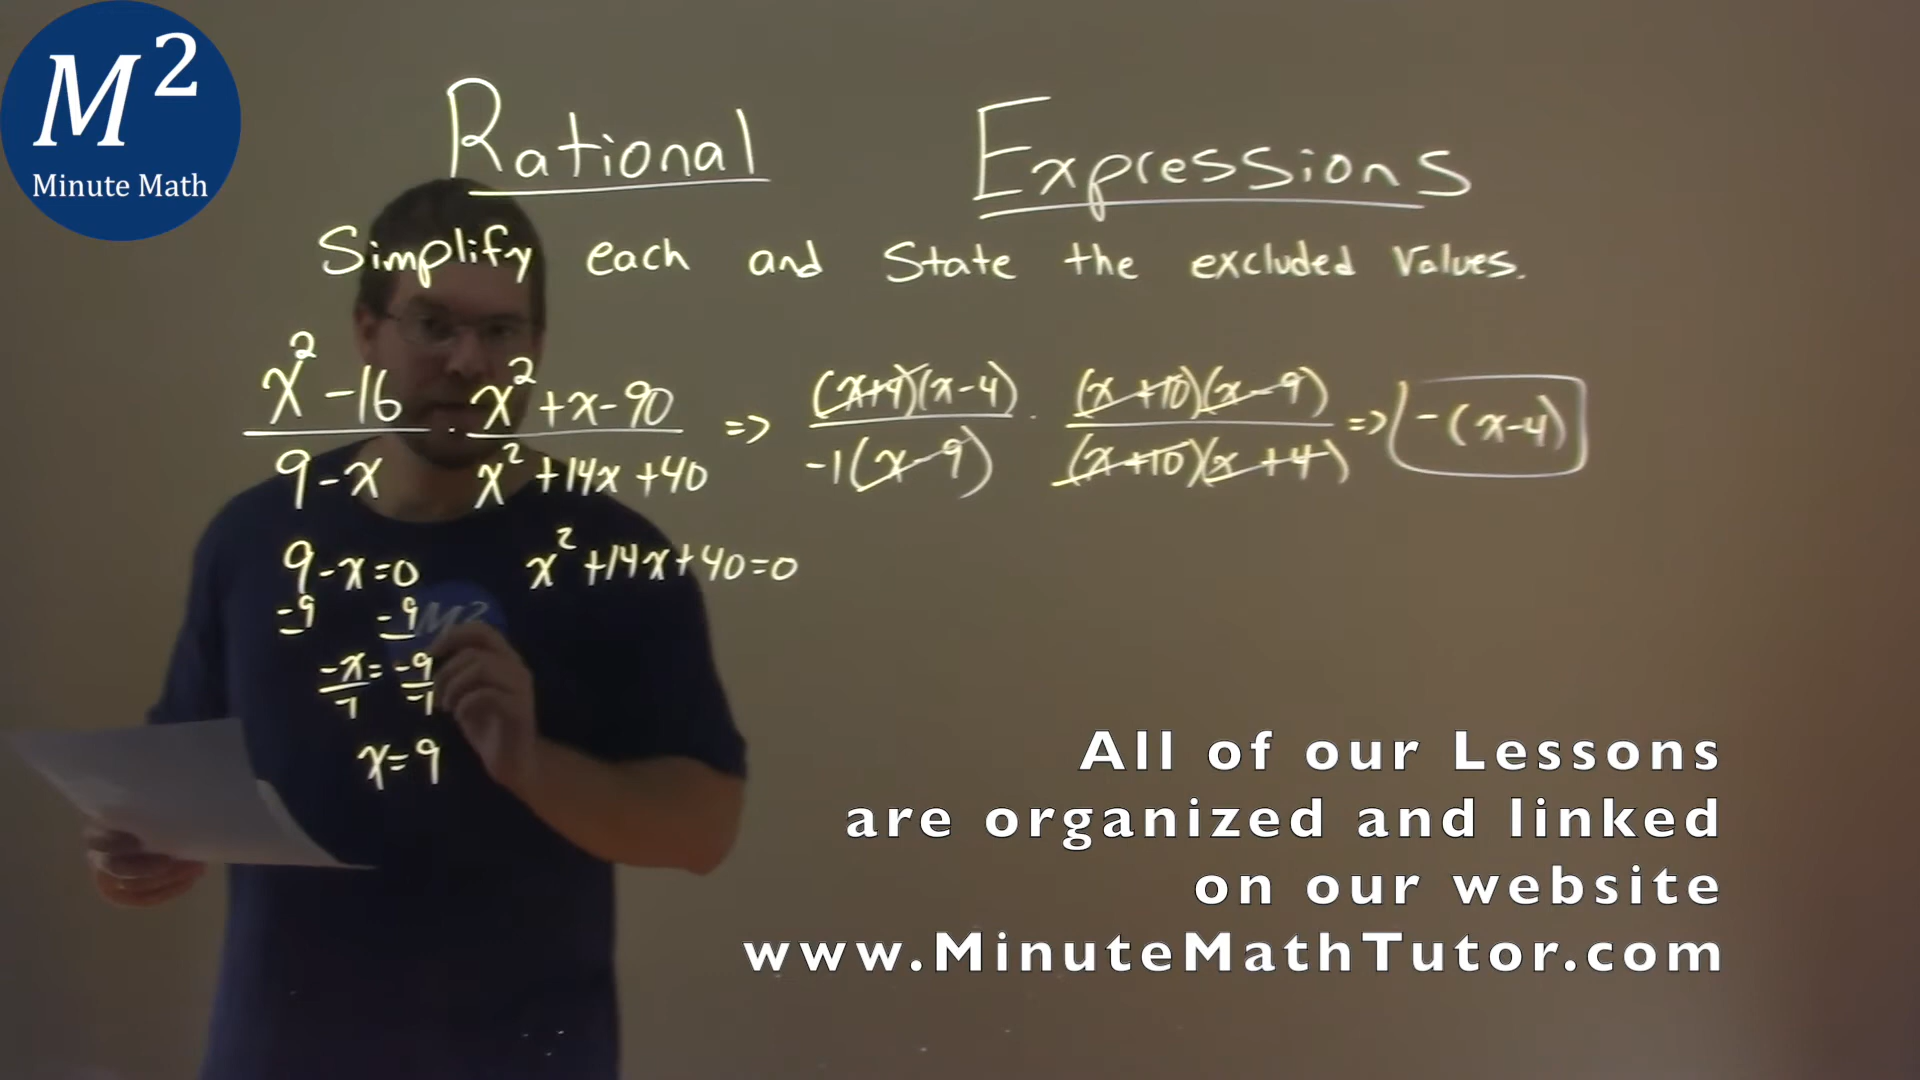 M²
Minute Math
Rational Expressions
Simplify each and State the excluded Values.
x² -16 / 9 - x · x² + x - 90 / x² + 14x + 40 => (x+4)(x-4) / -1(x-9) · (x+10)(x-9) / (x+10)(x+4) => -(x-4)
9 - x = 0 x² + 14x + 40 = 0
-9 -9
M²
-x = -9
-1 -1
x = 9
All of our Lessons
are organized and linked
on our website
www.MinuteMathTutor.com